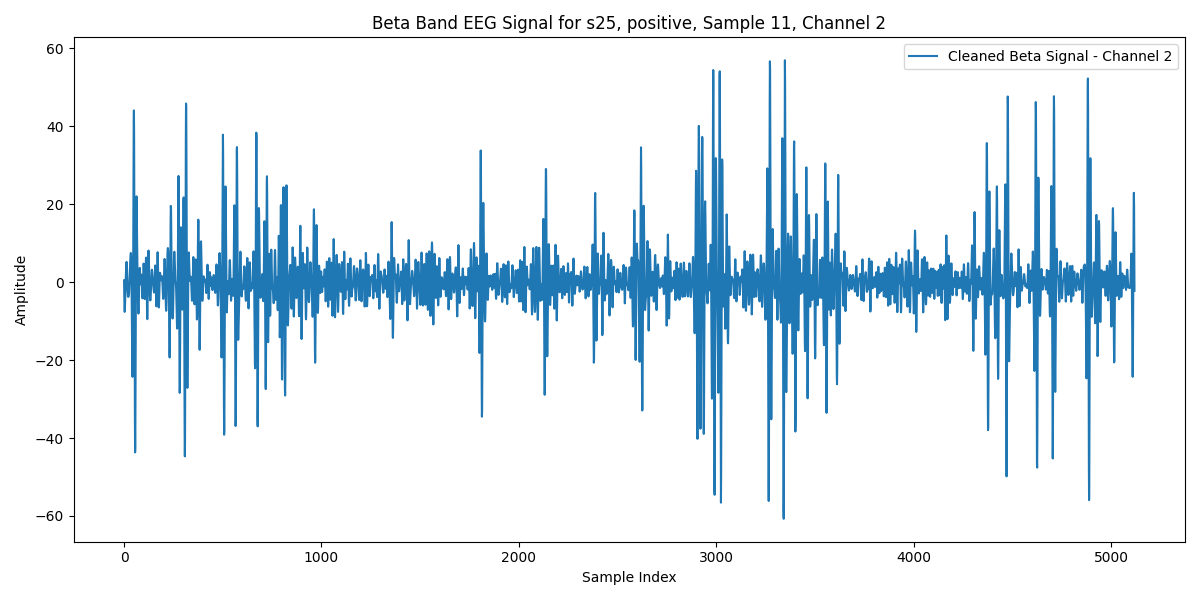 Beta Band EEG Signal for s25, positive, Sample 11, Channel 2
Cleaned Beta Signal - Channel 2
Amplitude
60
40
20
0
−20
−40
−60
0 1000 2000 3000 4000 5000
Sample Index